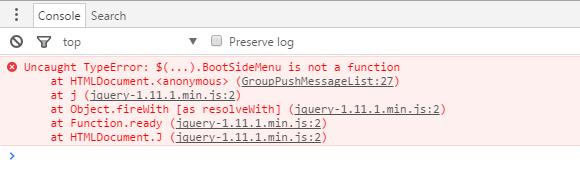 Console Search
top Preserve log
Uncaught TypeError: $(...).BootSideMenu is not a function
at HTMLDocument.<anonymous> (GroupPushMessageList:27)
at j (jquery-1.11.1.min.js:2)
at Object.fireWith [as resolveWith] (jquery-1.11.1.min.js:2)
at Function.ready (jquery-1.11.1.min.js:2)
at HTMLDocument.J (jquery-1.11.1.min.js:2)